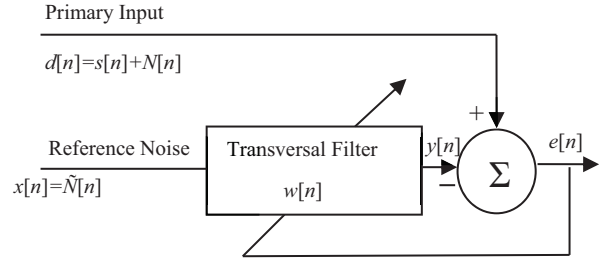 Primary Input
d[n]=s[n]+N[n]
+
Reference Noise
Transversal Filter
y[n]
e[n]
−
Σ
x[n]=Ñ[n]
w[n]